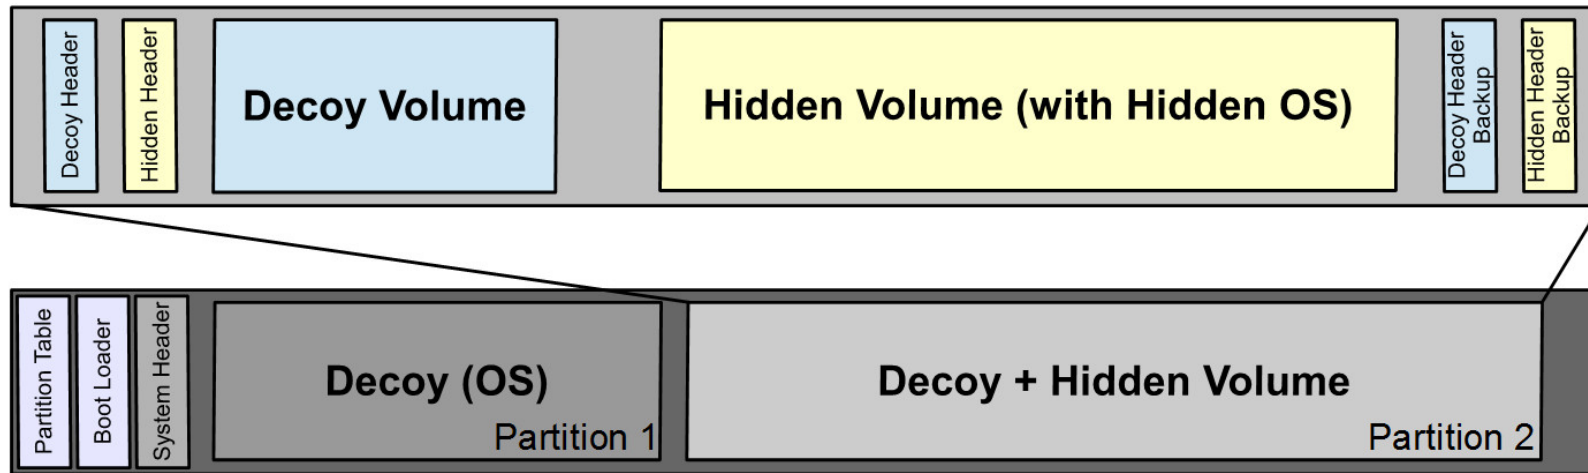 Decoy Header
Hidden Header
Decoy Volume
Hidden Volume (with Hidden OS)
Decoy Header
Backup
Hidden Header
Backup
Partition Table
Boot Loader
System Header
Decoy (OS)
Partition 1
Decoy + Hidden Volume
Partition 2